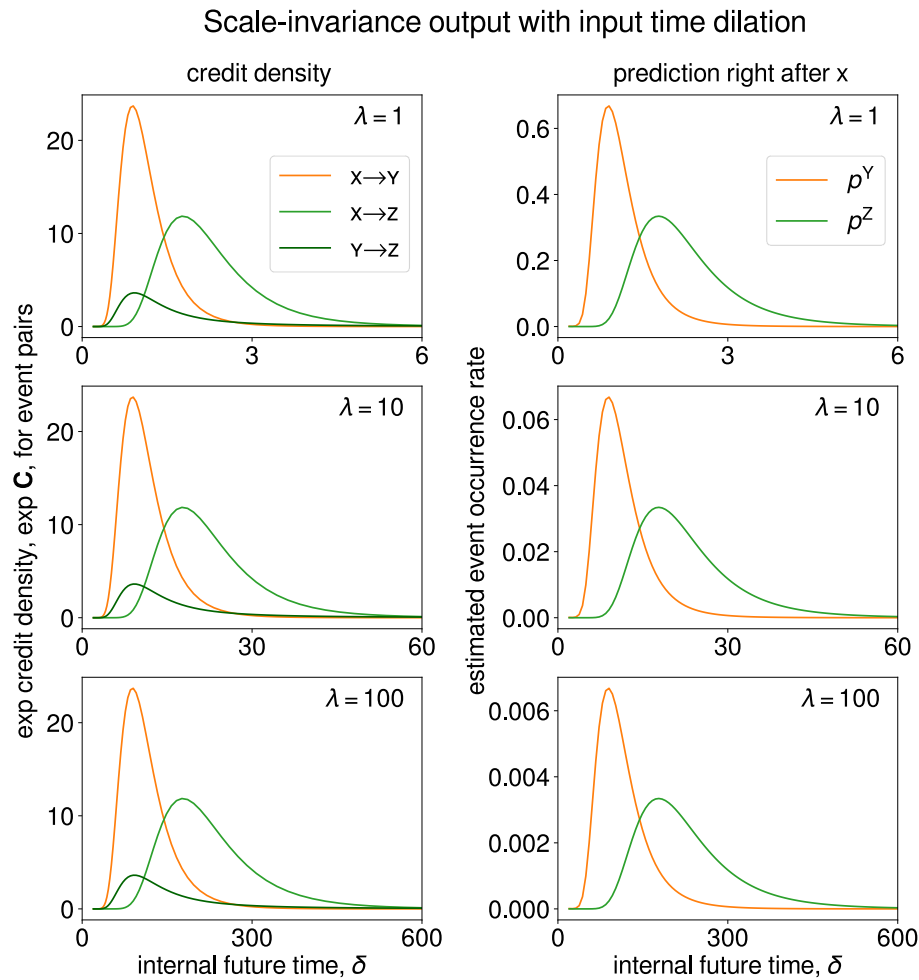 Scale-invariance output with input time dilation
credit density
prediction right after x
exp credit density, exp C, for event pairs
20
10
0
0
3
6
λ = 1
X→Y
X→Z
Y→Z
estimated event occurrence rate
0.6
0.4
0.2
0.0
0
3
6
λ = 1
p^Y
p^Z
20
10
0
0
30
60
λ = 10
0.06
0.04
0.02
0.00
0
30
60
λ = 10
20
10
0
0
300
600
λ = 100
internal future time, δ
0.006
0.004
0.002
0.000
0
300
600
λ = 100
internal future time, δ